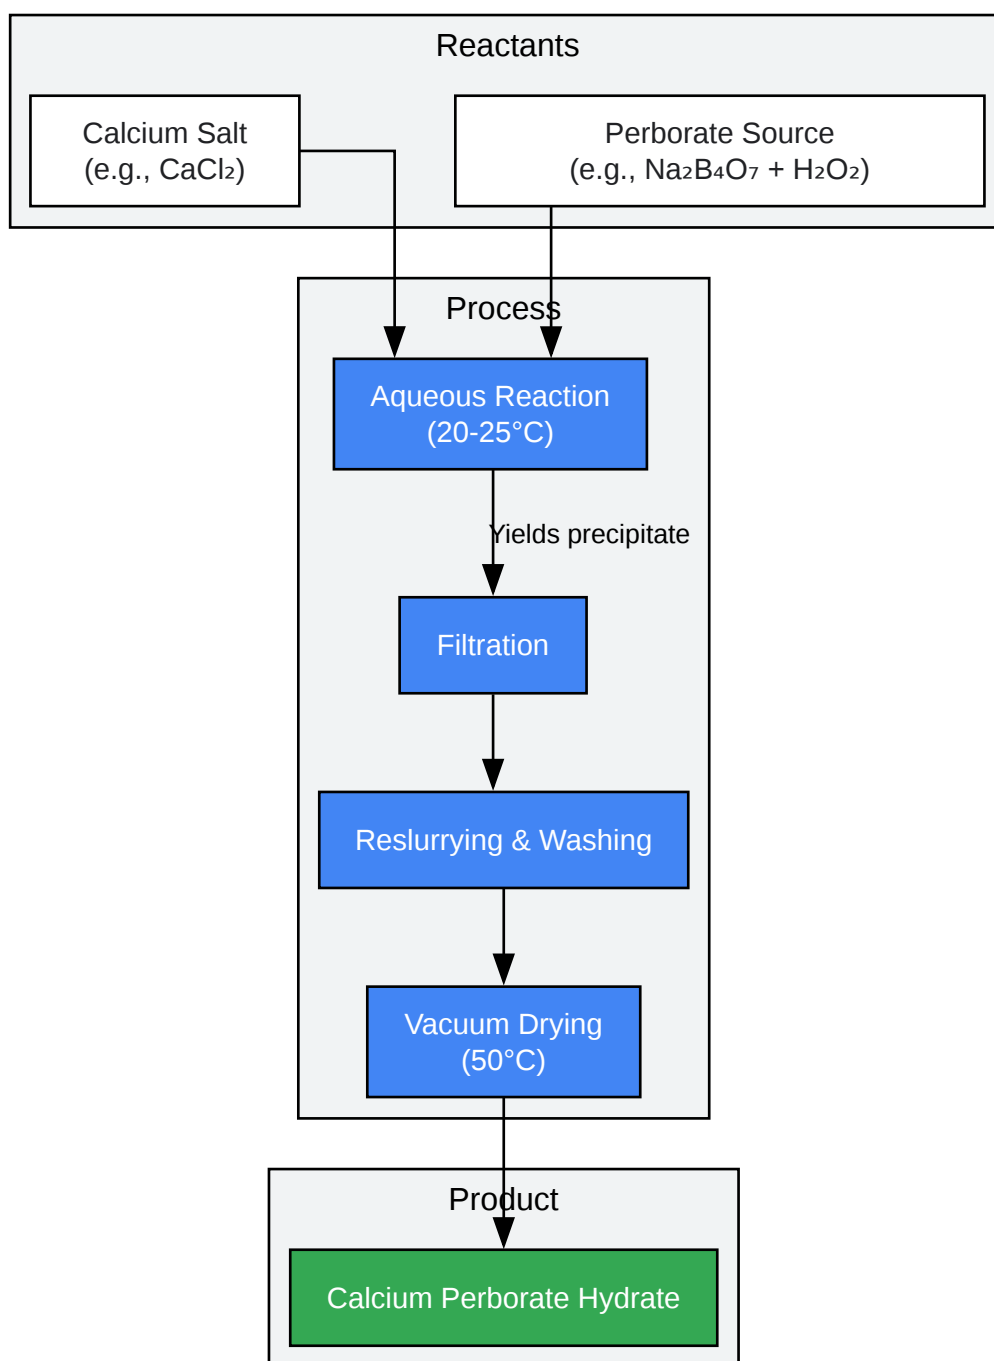 Reactants
Calcium Salt
(e.g., CaCl₂)
Perborate Source
(e.g., Na₂B₄O₇ + H₂O₂)
Process
Aqueous Reaction
(20-25°C)
Yields precipitate
Filtration
Reslurrying & Washing
Vacuum Drying
(50°C)
Product
Calcium Perborate Hydrate